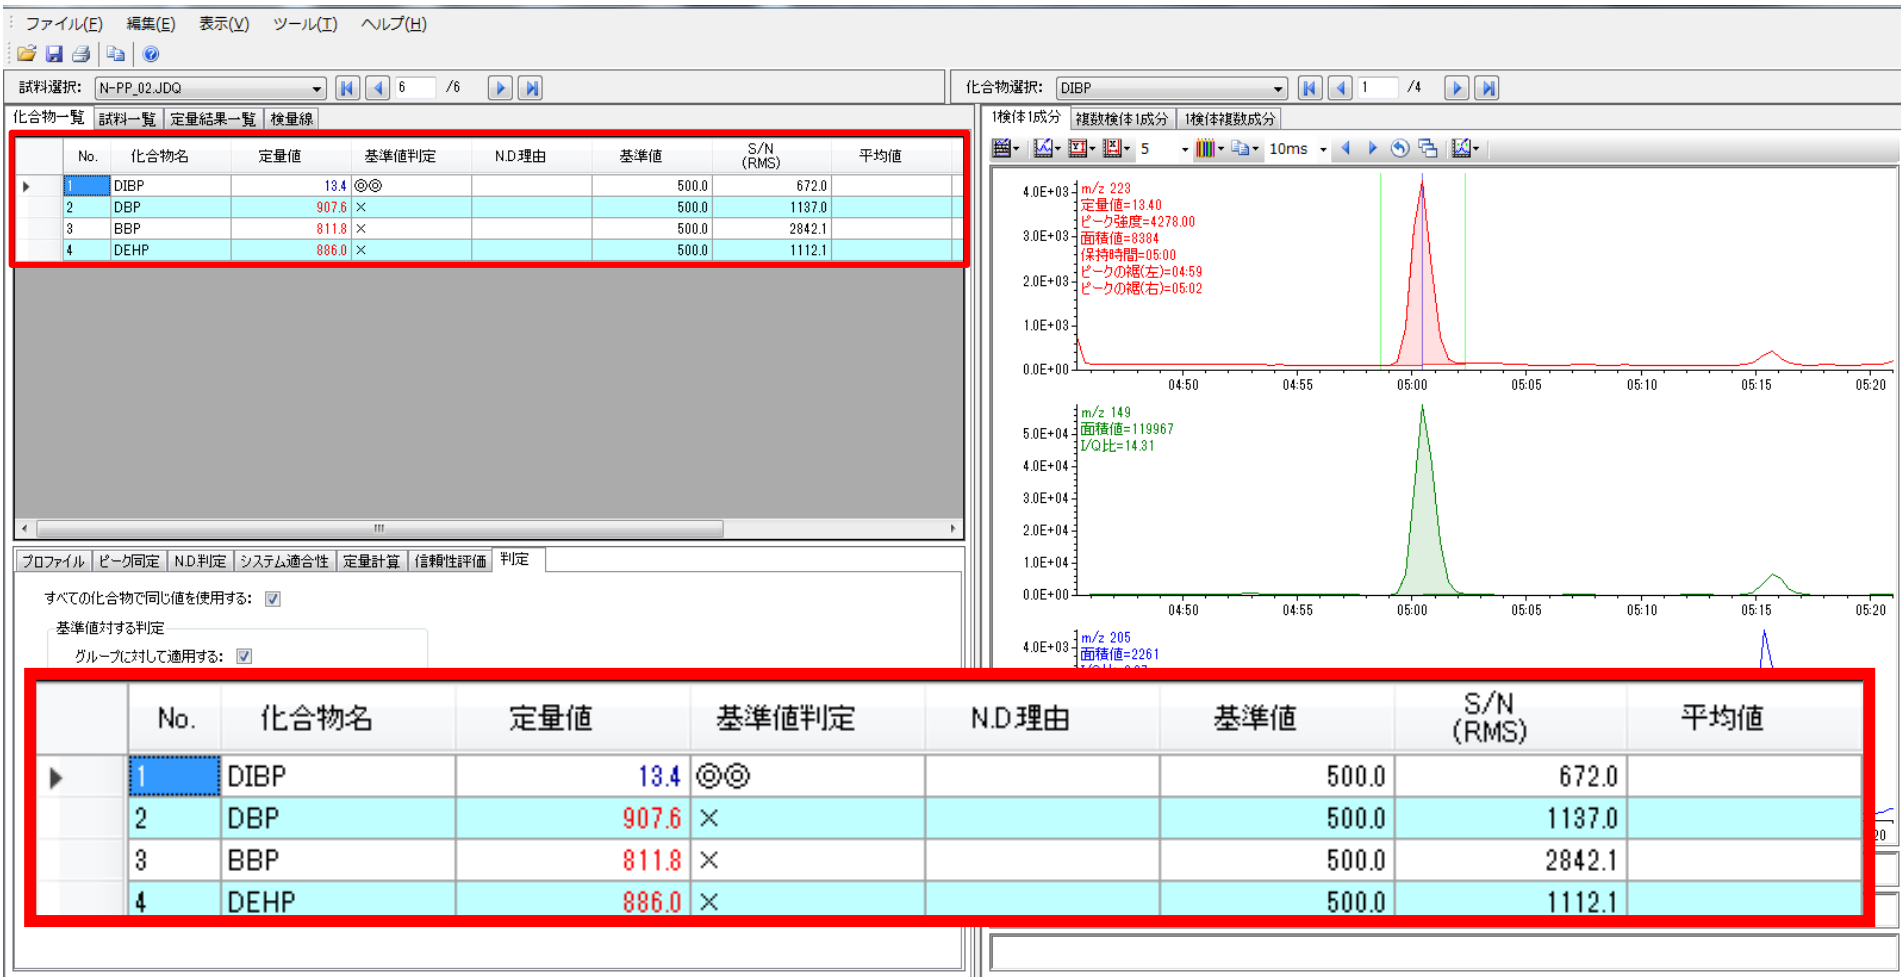 ファイル(F) 編集(E) 表示(V) ツール(T) ヘルプ(H)
試料選択: N-PP_02.JDQ 6 /6
化合物選択: DIBP 1 /4
化合物一覧 試料一覧 定量結果一覧 検量線
No. 化合物名 定量値 基準値判定 N.D.理由 基準値 S/N (RMS) 平均値
1 DIBP 13.4 ◎◎ 500.0 672.0
2 DBP 907.6 × 500.0 1137.0
3 BBP 811.8 × 500.0 2842.1
4 DEHP 886.0 × 500.0 1112.1
プロファイル ピーク同定 N.D.判定 システム適合性 定量計算 信頼性評価 判定
すべての化合物で同じ値を使用する:
基準値対する判定
グループに対して適用する:
1検体1成分 複数検体1成分 1検体複数成分
5 10ms
m/z 223
定量値=13.40
ピーク強度=4278.00
面積値=8384
保持時間=05:00
ピークの裾(左)=04:59
ピークの裾(右)=05:02
4.0E+03
3.0E+03
2.0E+03
1.0E+03
0.0E+00
04:50 04:55 05:00 05:05 05:10 05:15 05:20
m/z 149
面積値=119967
I/Q比=14.31
5.0E+04
4.0E+04
3.0E+04
2.0E+04
1.0E+04
0.0E+00
04:50 04:55 05:00 05:05 05:10 05:15 05:20
m/z 205
面積値=2261
4.0E+03
No. 化合物名 定量値 基準値判定 N.D.理由 基準値 S/N (RMS) 平均値
1 DIBP 13.4 ◎◎ 500.0 672.0
2 DBP 907.6 × 500.0 1137.0
3 BBP 811.8 × 500.0 2842.1
4 DEHP 886.0 × 500.0 1112.1
20